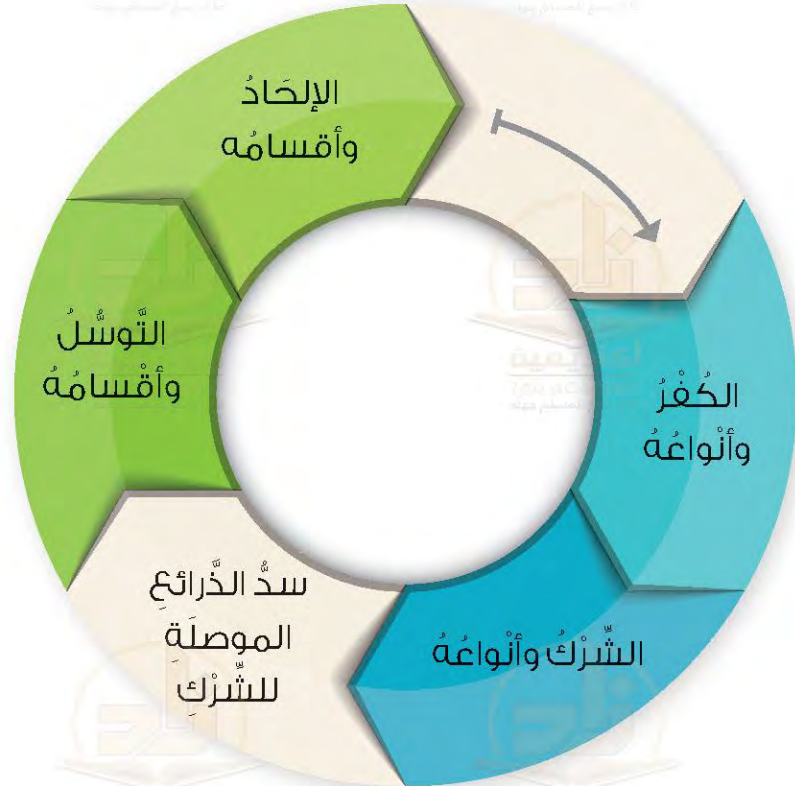 الكُفْرُ
وأنْواعُهُ
الشِّرْكُ وأنْواعُهُ
سدُّ الذَّرائعِ
الموصلَةِ
للشِّرْكِ
التَّوسُّلُ
وأقْسامُهُ
الإلحَادُ
وأقسامُه